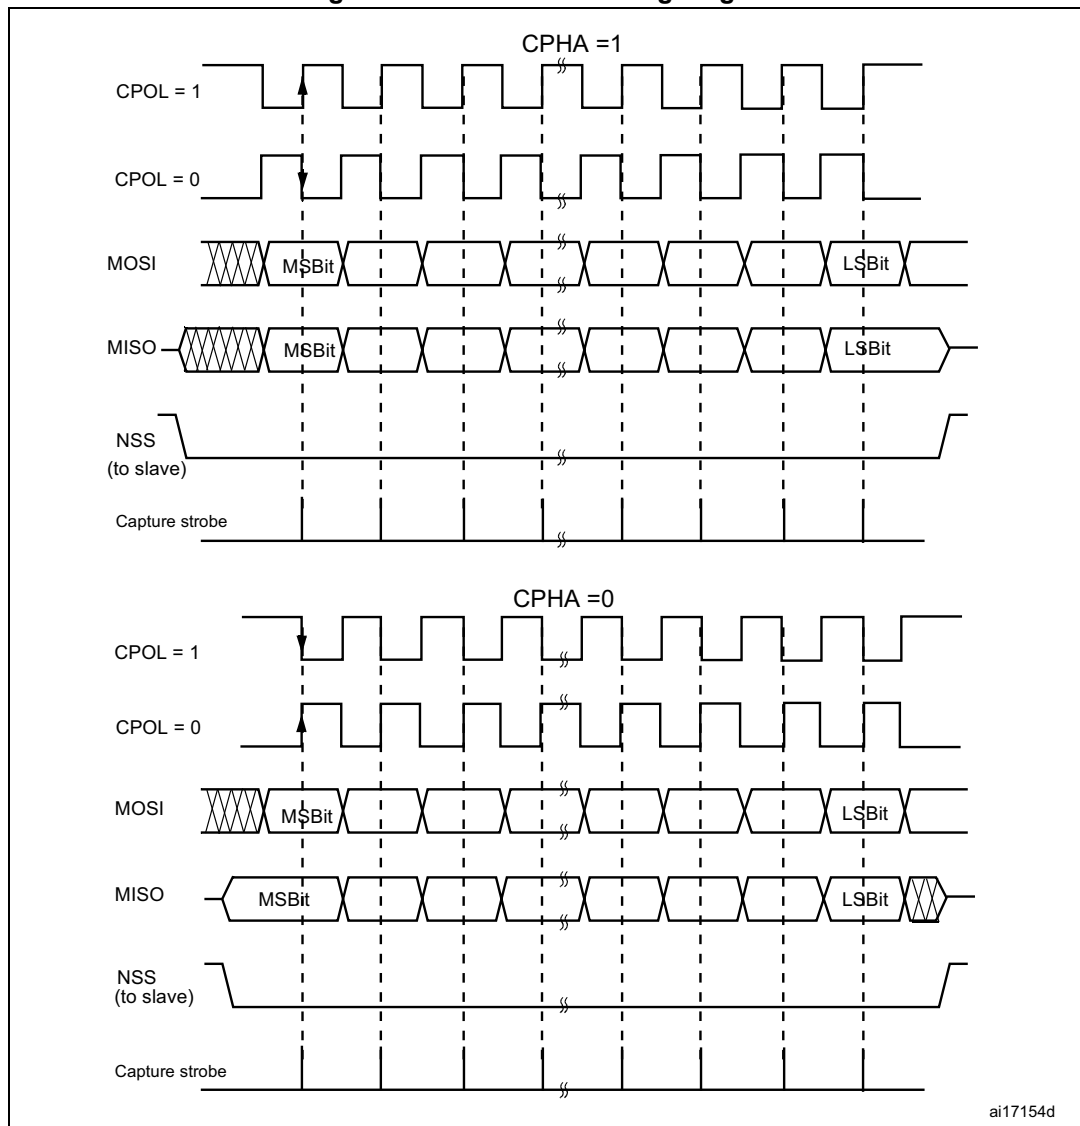 CPHA =1
CPOL = 1
CPOL = 0
MOSI
MSBit
LSBit
MISO
MSBit
LSBit
NSS
(to slave)
Capture strobe
CPHA =0
CPOL = 1
CPOL = 0
MOSI
MSBit
LSBit
MISO
MSBit
LSBit
NSS
(to slave)
Capture strobe
ai17154d